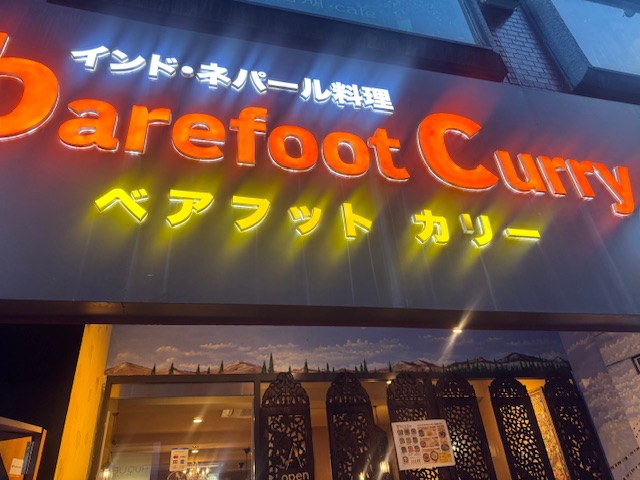 インド・ネパール料理
barefoot Curry
ベアフット カリー
open